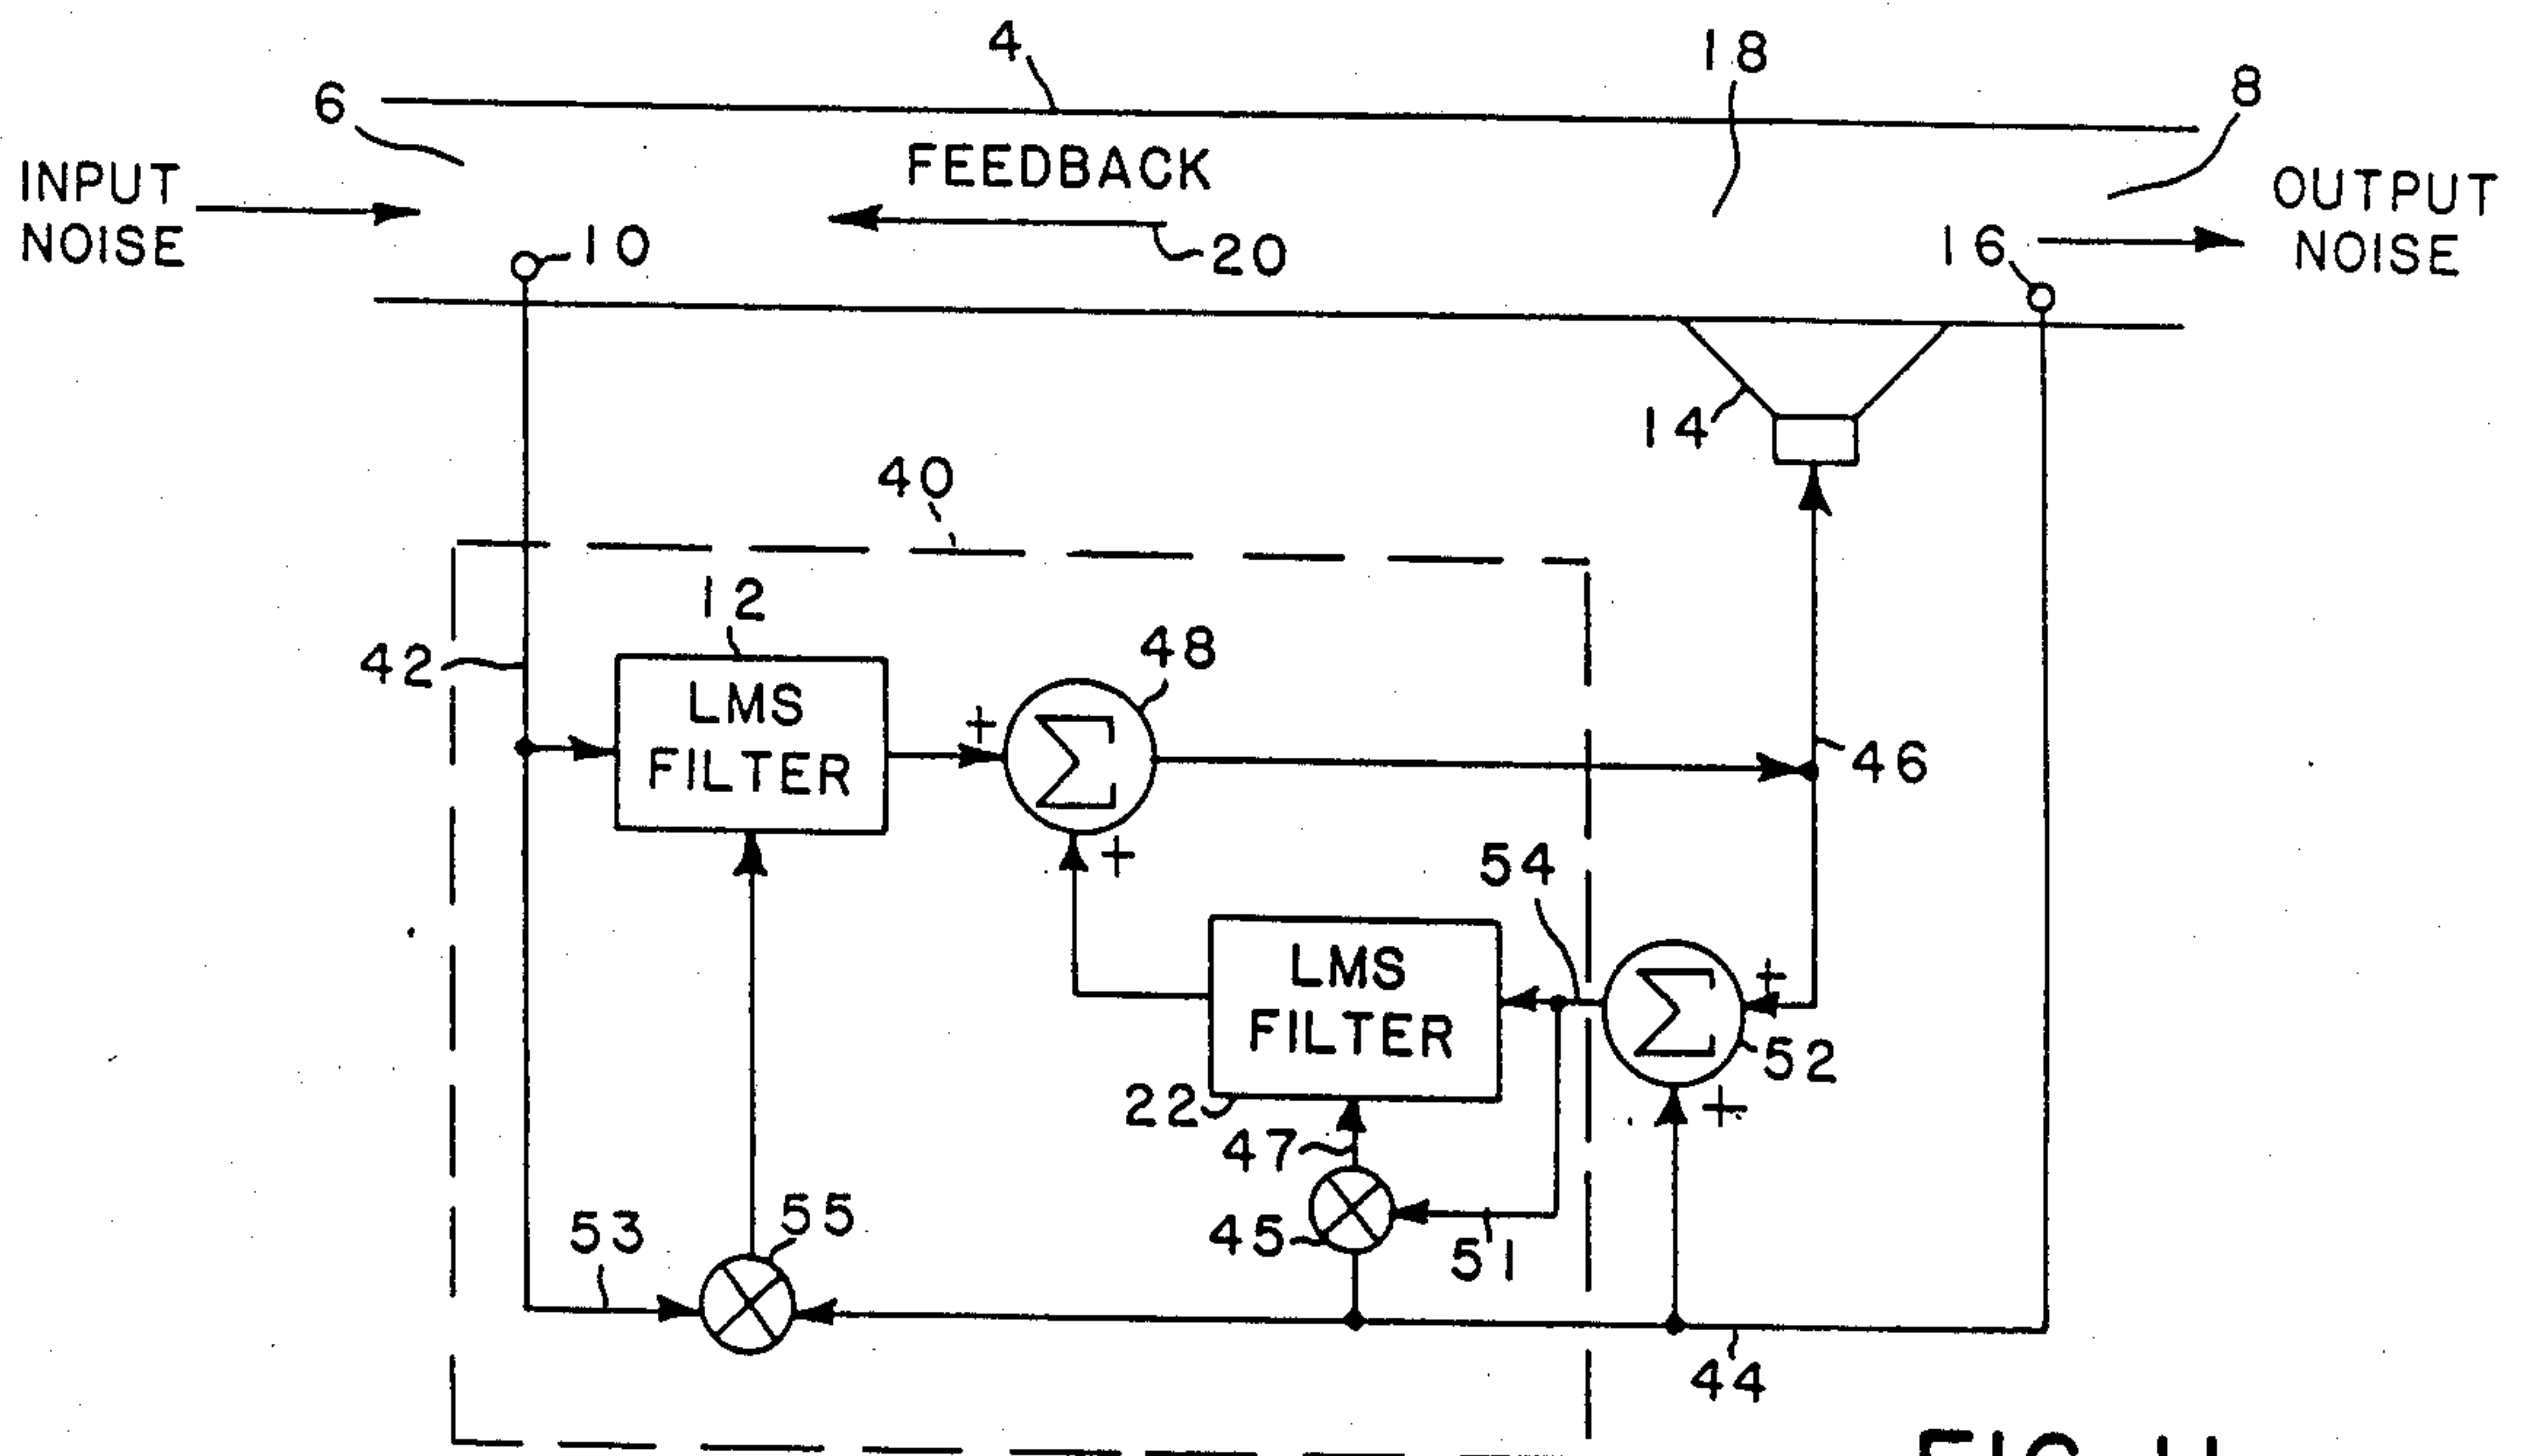 4
18
8
6
FEEDBACK
INPUT
NOISE
OUTPUT
NOISE
10
20
16
14
40
12
42
48
LMS
FILTER
+
Σ
46
+
54
LMS
FILTER
+
Σ
52
22
+
47
53
55
45
51
44